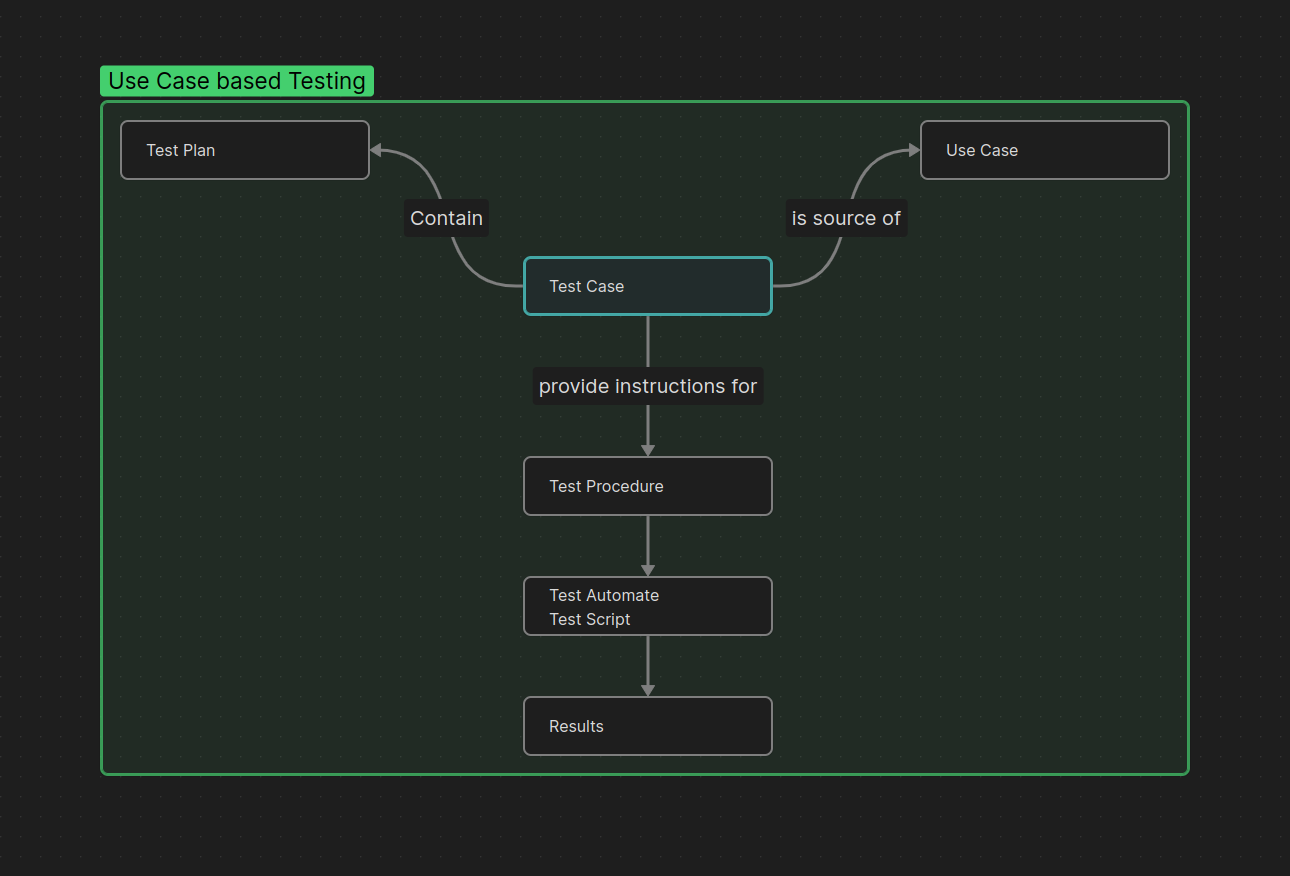 Use Case based Testing
Test Plan
Use Case
Contain
is source of
Test Case
provide instructions for
Test Procedure
Test Automate
Test Script
Results